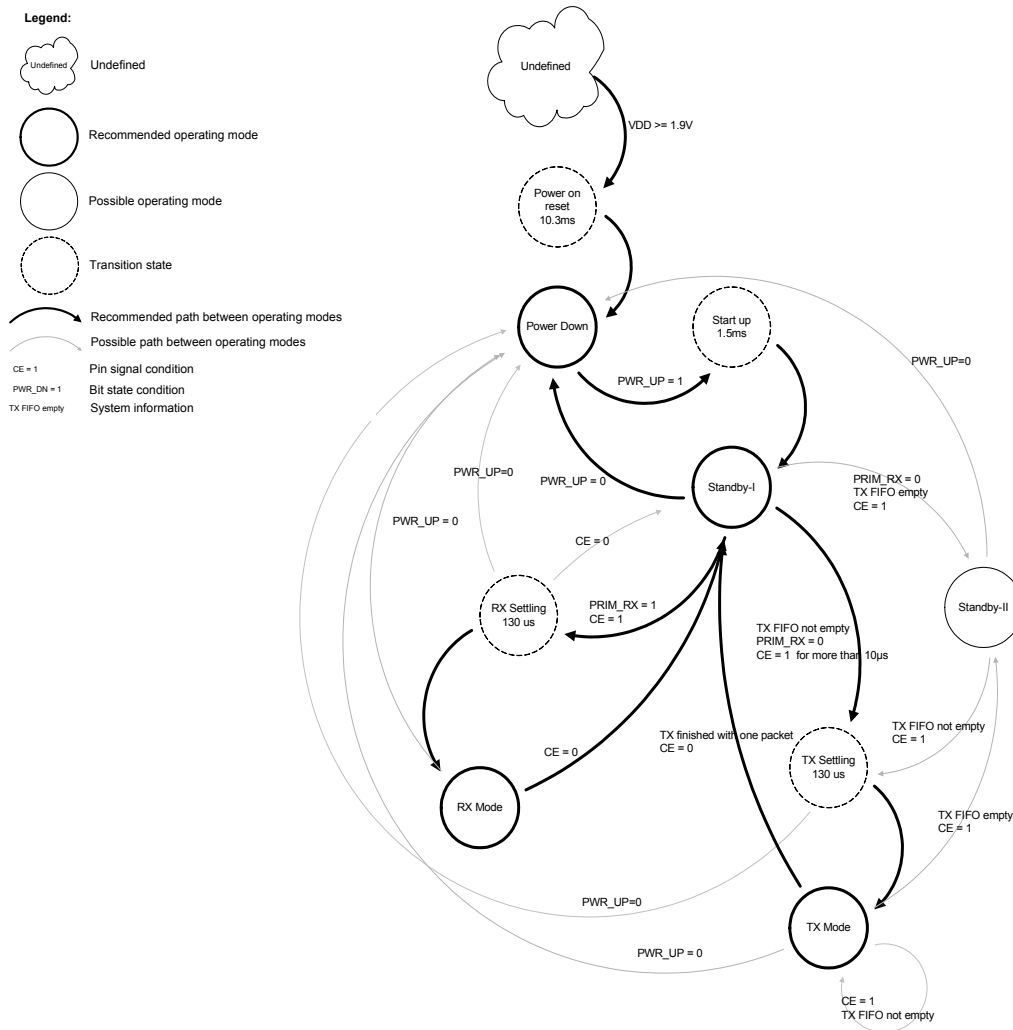 Legend:
Undefined
Undefined
Recommended operating mode
Possible operating mode
Transition state
Recommended path between operating modes
Possible path between operating modes
CE = 1
Pin signal condition
PWR_DN = 1
Bit state condition
TX FIFO empty
System information
Undefined
VDD >= 1.9V
Power on
reset
10.3ms
Power Down
Start up
1.5ms
PWR_UP=0
PWR_UP = 1
PWR_UP=0
PWR_UP = 0
Standby-I
PRIM_RX = 0
TX FIFO empty
CE = 1
PWR_UP = 0
CE = 0
RX Settling
130 us
PRIM_RX = 1
CE = 1
Standby-II
TX FIFO not empty
PRIM_RX = 0
CE = 1 for more than 10µs
TX FIFO not empty
CE = 1
TX finished with one packet
CE = 0
CE = 0
TX Settling
130 us
RX Mode
TX FIFO empty
CE = 1
PWR_UP=0
TX Mode
PWR_UP = 0
CE = 1
TX FIFO not empty